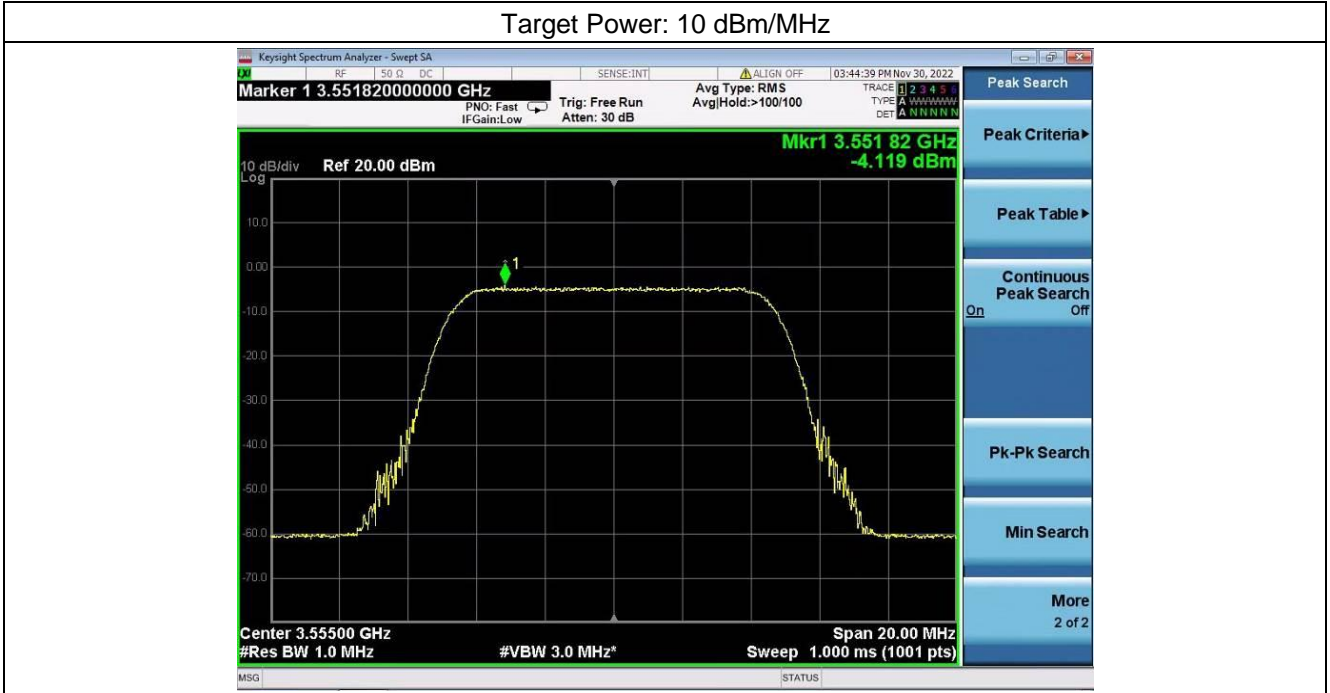 Target Power: 10 dBm/MHz
Keysight Spectrum Analyzer - Swept SA
RF 50 Ω DC SENSE:INT ALIGN OFF 03:44:39 PM Nov 30, 2022
Marker 1 3.551820000000 GHz
PNO: Fast
IFGain:Low
Trig: Free Run
Atten: 30 dB
Avg Type: RMS
Avg|Hold:>100/100
TRACE 1 2 3 4 5 6
TYPE A WWWWW
DET A N N N N N
Peak Search
Mkr1 3.551 82 GHz
-4.119 dBm
10 dB/div
Log
Ref 20.00 dBm
10.0
0.00
-10.0
-20.0
-30.0
-40.0
-50.0
-60.0
-70.0
1
Center 3.55500 GHz
Span 20.00 MHz
#Res BW 1.0 MHz
#VBW 3.0 MHz*
Sweep 1.000 ms (1001 pts)
Peak Criteria
Peak Table
Continuous
Peak Search
On Off
Pk-Pk Search
Min Search
More
2 of 2
MSG
STATUS